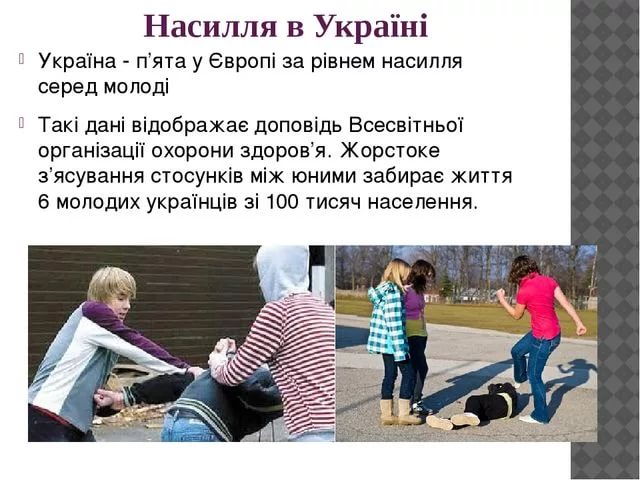 Насилля в Україні
Україна - п’ята у Європі за рівнем насилля
серед молоді
Такі дані відображає доповідь Всесвітньої
організації охорони здоров’я. Жорстоке
з’ясування стосунків між юними забирає життя
6 молодих українців зі 100 тисяч населення.